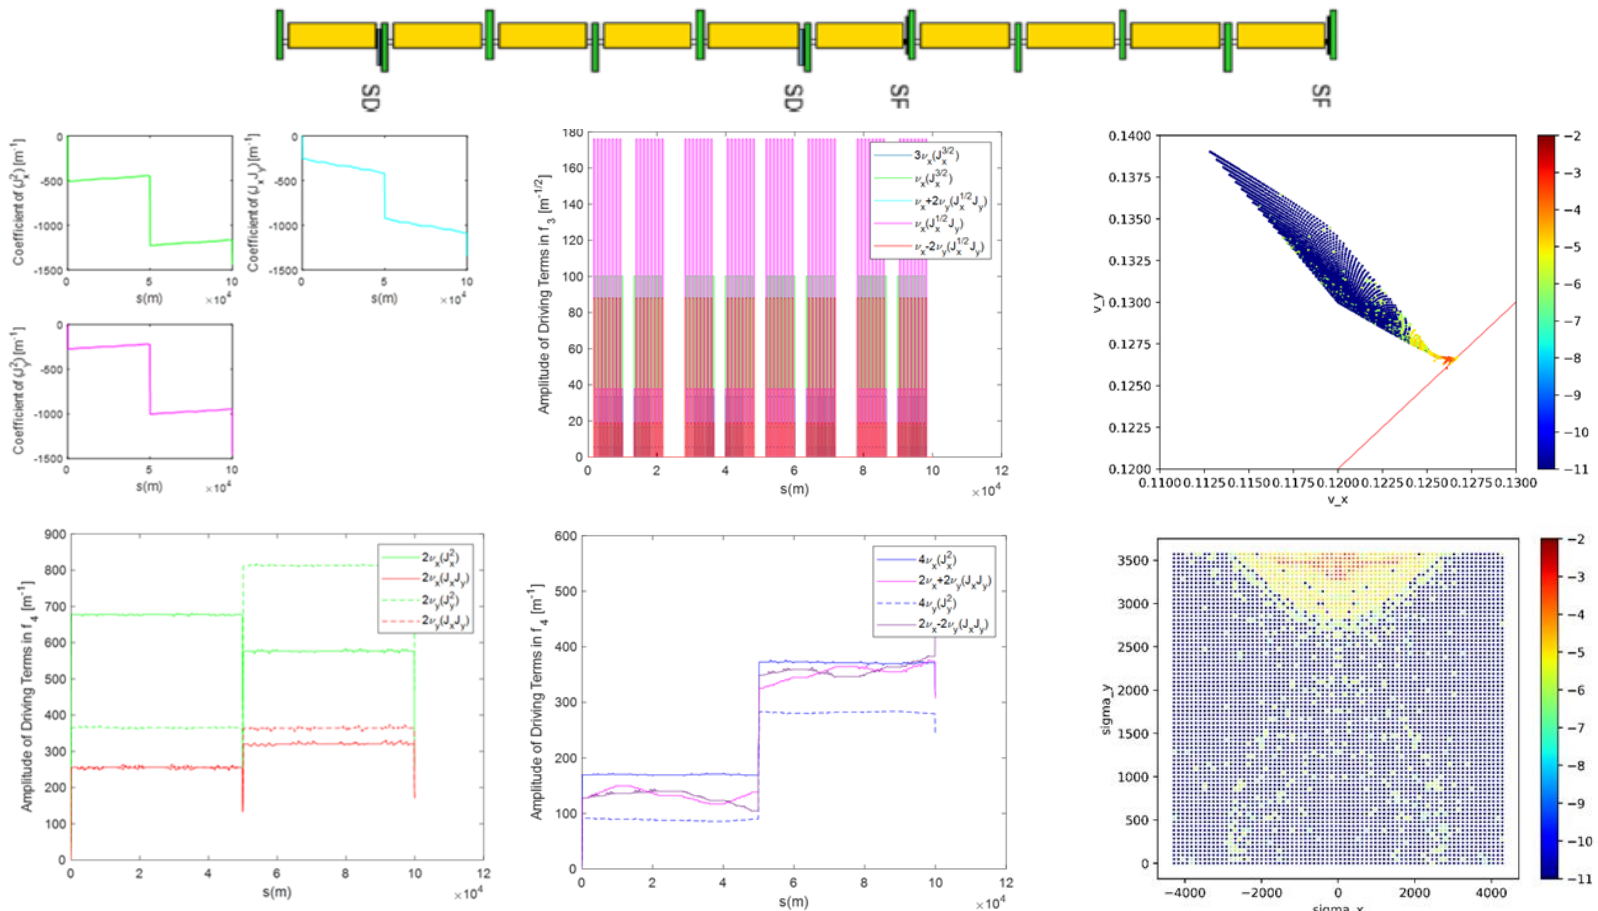 SD
SD
SF
SF
Coefficient of (J_x^2) [m^-1]
0
-500
-1000
-1500
0
5
10
s(m)
×10^4
Coefficient of (J_xJ_y) [m^-1]
0
-500
-1000
-1500
0
5
10
s(m)
×10^4
Coefficient of (J_y^2) [m^-1]
0
-500
-1000
-1500
0
5
10
s(m)
×10^4
Amplitude of Driving Terms in f_3 [m^-1/2]
180
160
140
120
100
80
60
40
20
0
3ν_x(J_x^3/2)
ν_x(J_x^3/2)
ν_x+2ν_y(J_x^1/2J_y)
ν_x(J_x^1/2J_y)
ν_x-2ν_y(J_x^1/2J_y)
0 2 4 6 8 10 12
s(m)
×10^4
v_y
0.1400
0.1375
0.1350
0.1325
0.1300
0.1275
0.1250
0.1225
0.1200
0.1100 0.1125 0.1150 0.1175 0.1200 0.1225 0.1250 0.1275 0.1300
v_x
−2
−3
−4
−5
−6
−7
−8
−9
−10
−11
Amplitude of Driving Terms in f_4 [m^-1]
900
800
700
600
500
400
300
200
100
0
2ν_x(J_x^2)
2ν_x(J_xJ_y)
2ν_y(J_y^2)
2ν_y(J_xJ_y)
0 2 4 6 8 10 12
s(m)
×10^4
Amplitude of Driving Terms in f_4 [m^-1]
600
500
400
300
200
100
0
4ν_x(J_x^2)
2ν_x+2ν_y(J_xJ_y)
4ν_y(J_y^2)
2ν_x-2ν_y(J_xJ_y)
0 2 4 6 8 10 12
s(m)
×10^4
sigma_y
3500
3000
2500
2000
1500
1000
500
0
−4000 −2000 0 2000 4000
sigma_x
−2
−3
−4
−5
−6
−7
−8
−9
−10
−11